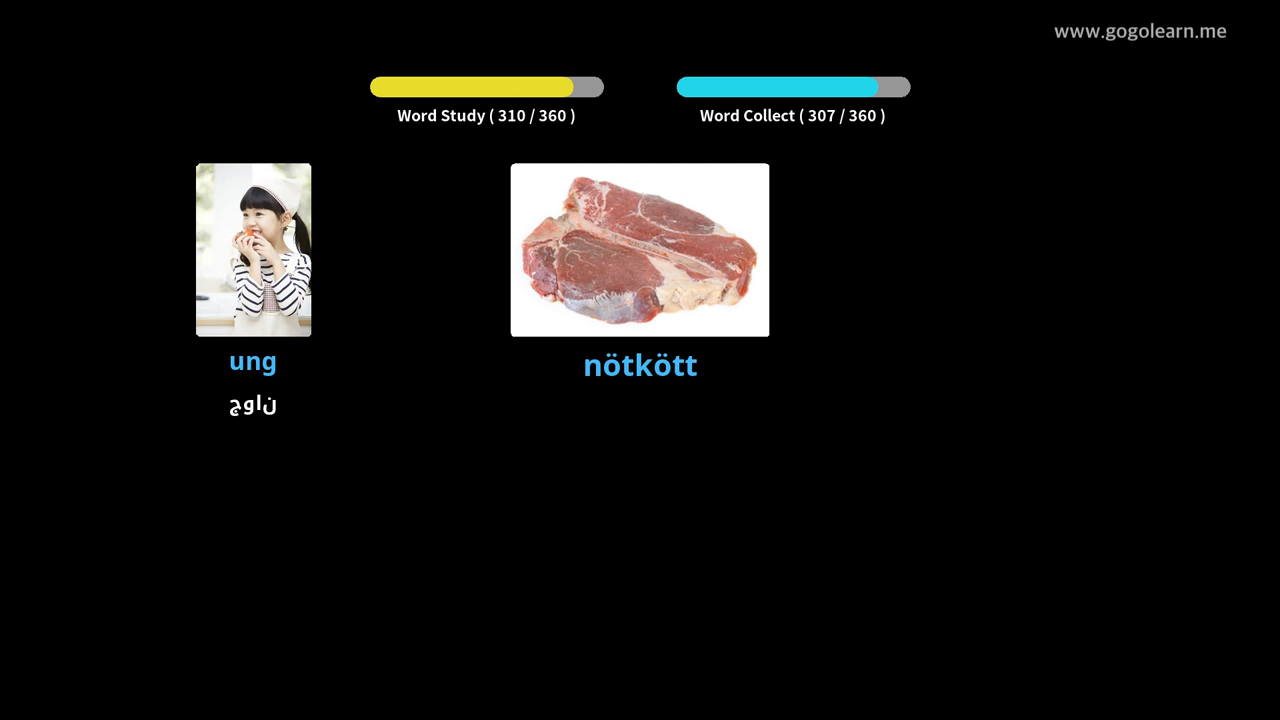 www.gogolearn.me
Word Study ( 310 / 360 )
Word Collect ( 307 / 360 )
ung
جوان
nötkött